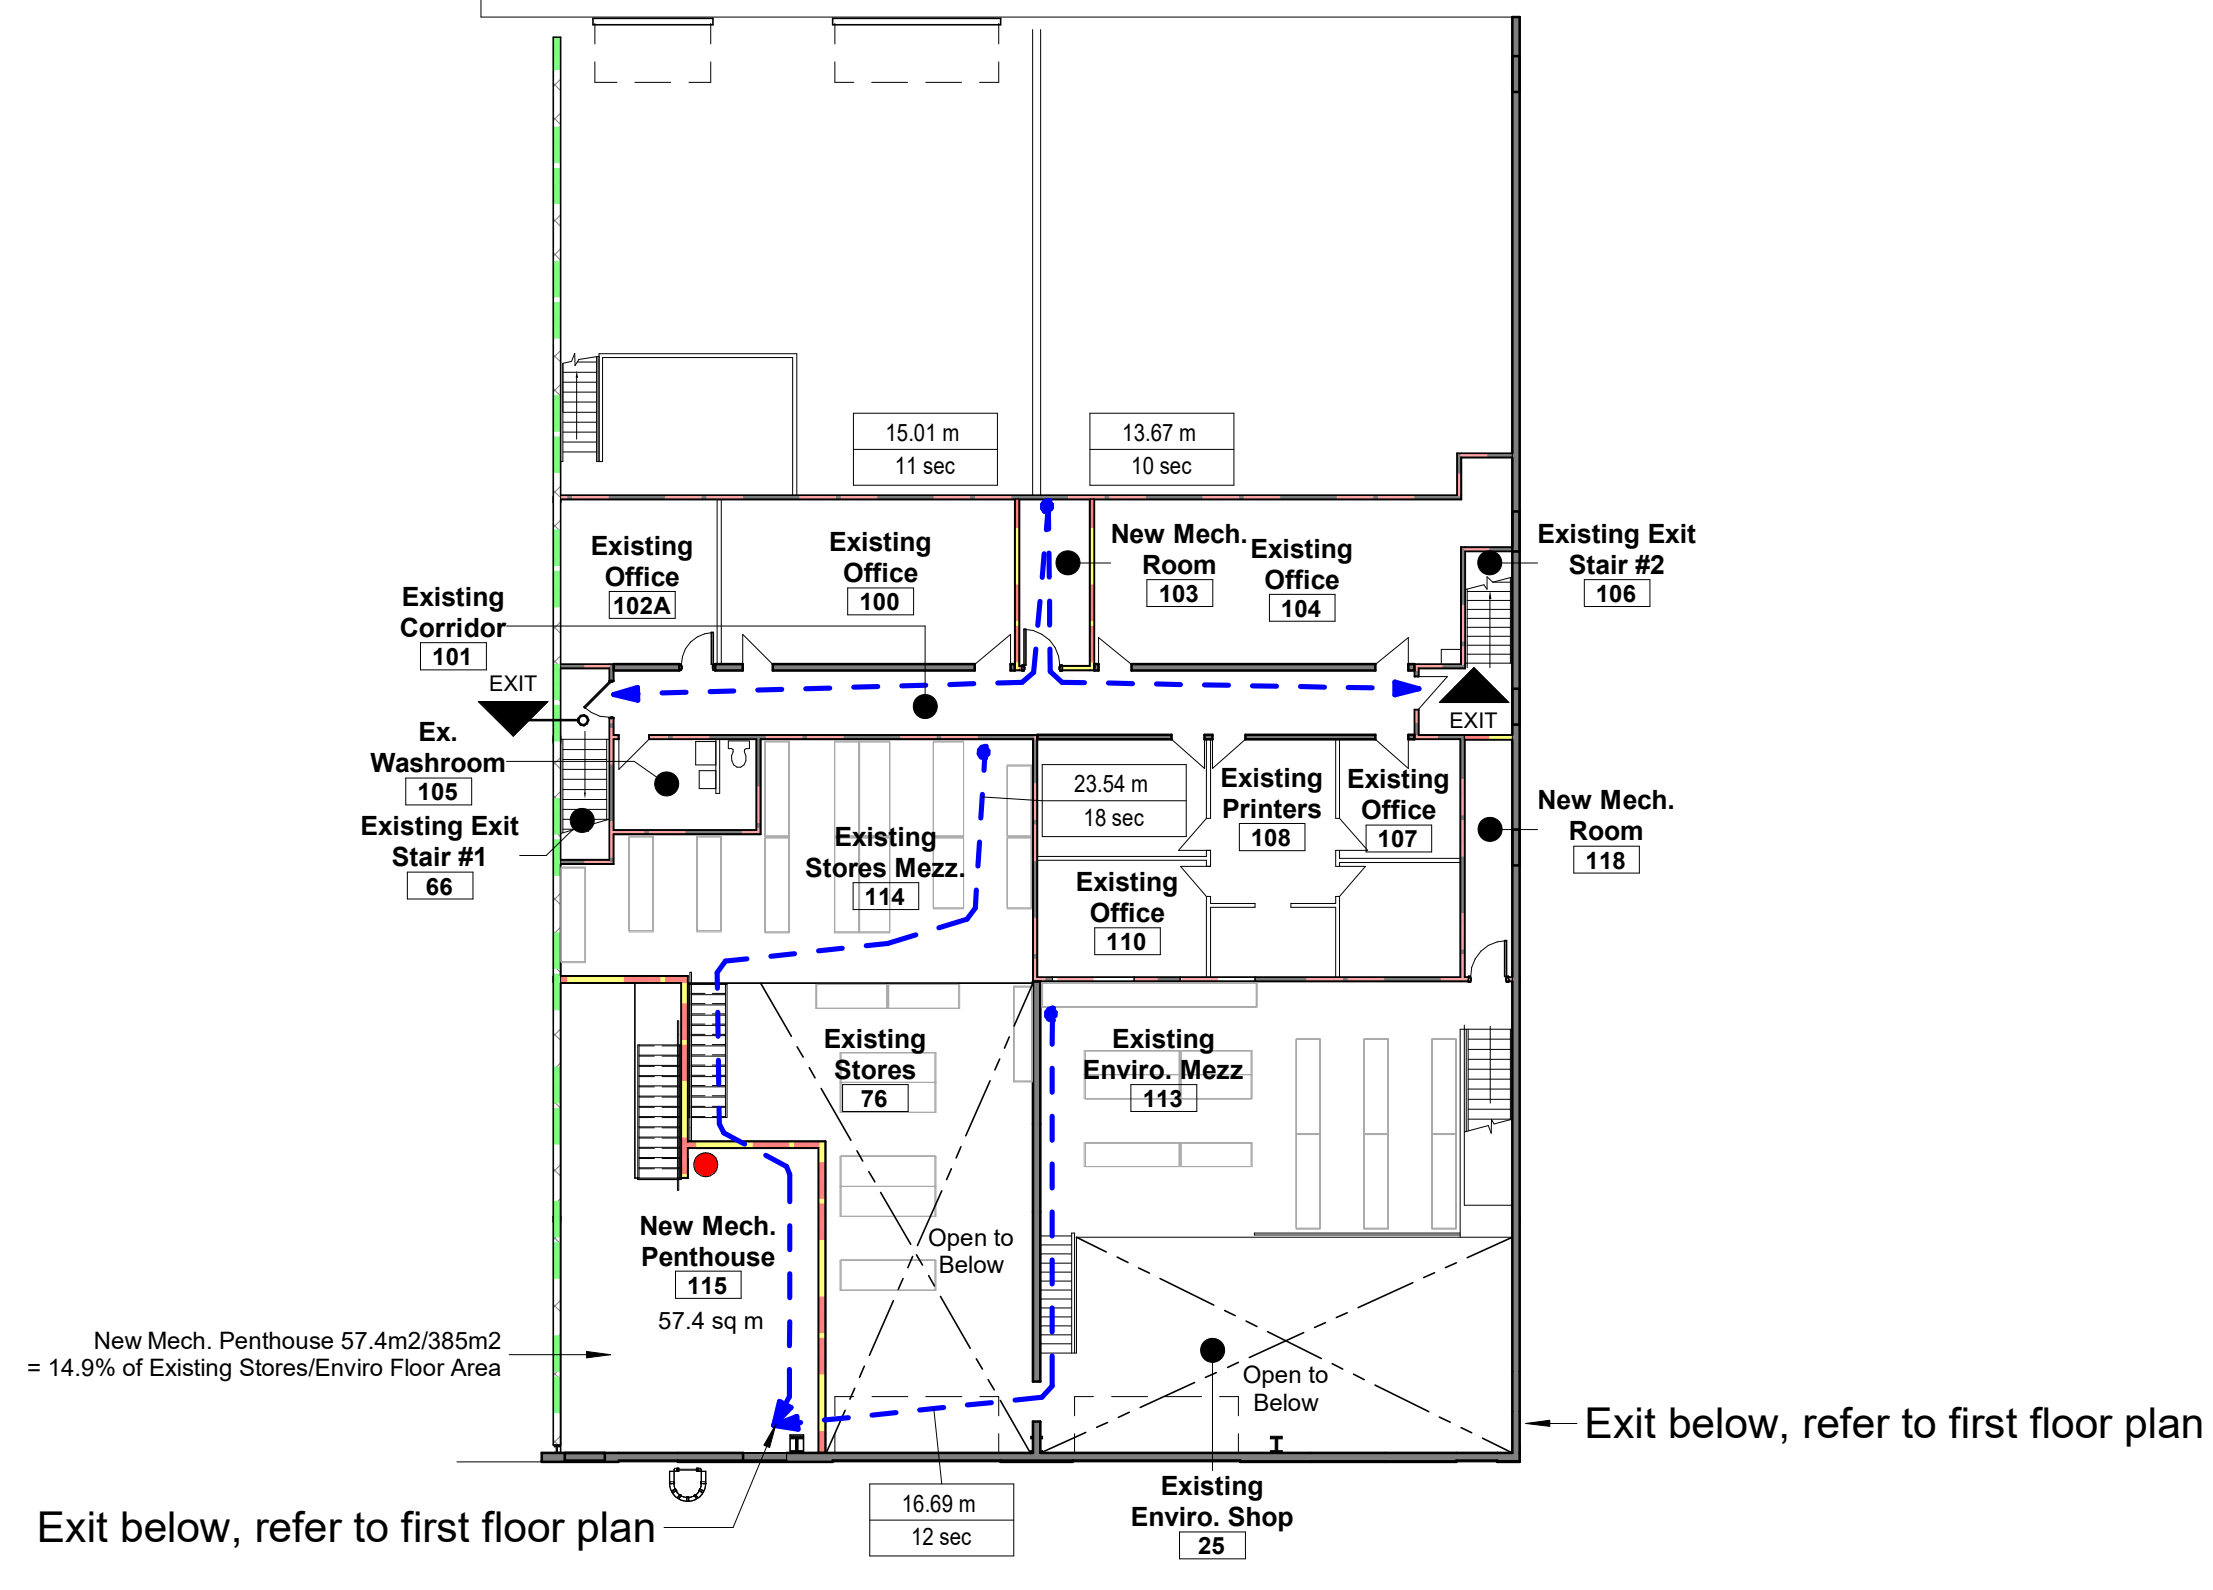 15.01 m
11 sec
13.67 m
10 sec
Existing
Office
102A
Existing
Office
100
New Mech.
Room
103
Existing
Office
104
Existing Exit
Stair #2
106
Existing
Corridor
101
EXIT
EXIT
Ex.
Washroom
105
Existing Exit
Stair #1
66
23.54 m
18 sec
Existing
Printers
108
Existing
Office
107
New Mech.
Room
118
Existing
Stores Mezz.
114
Existing
Office
110
Existing
Stores
76
Existing
Enviro. Mezz
113
New Mech.
Penthouse
115
57.4 sq m
Open to
Below
New Mech. Penthouse 57.4m2/385m2
= 14.9% of Existing Stores/Enviro Floor Area
Open to
Below
Exit below, refer to first floor plan
Exit below, refer to first floor plan
16.69 m
12 sec
Existing
Enviro. Shop
25